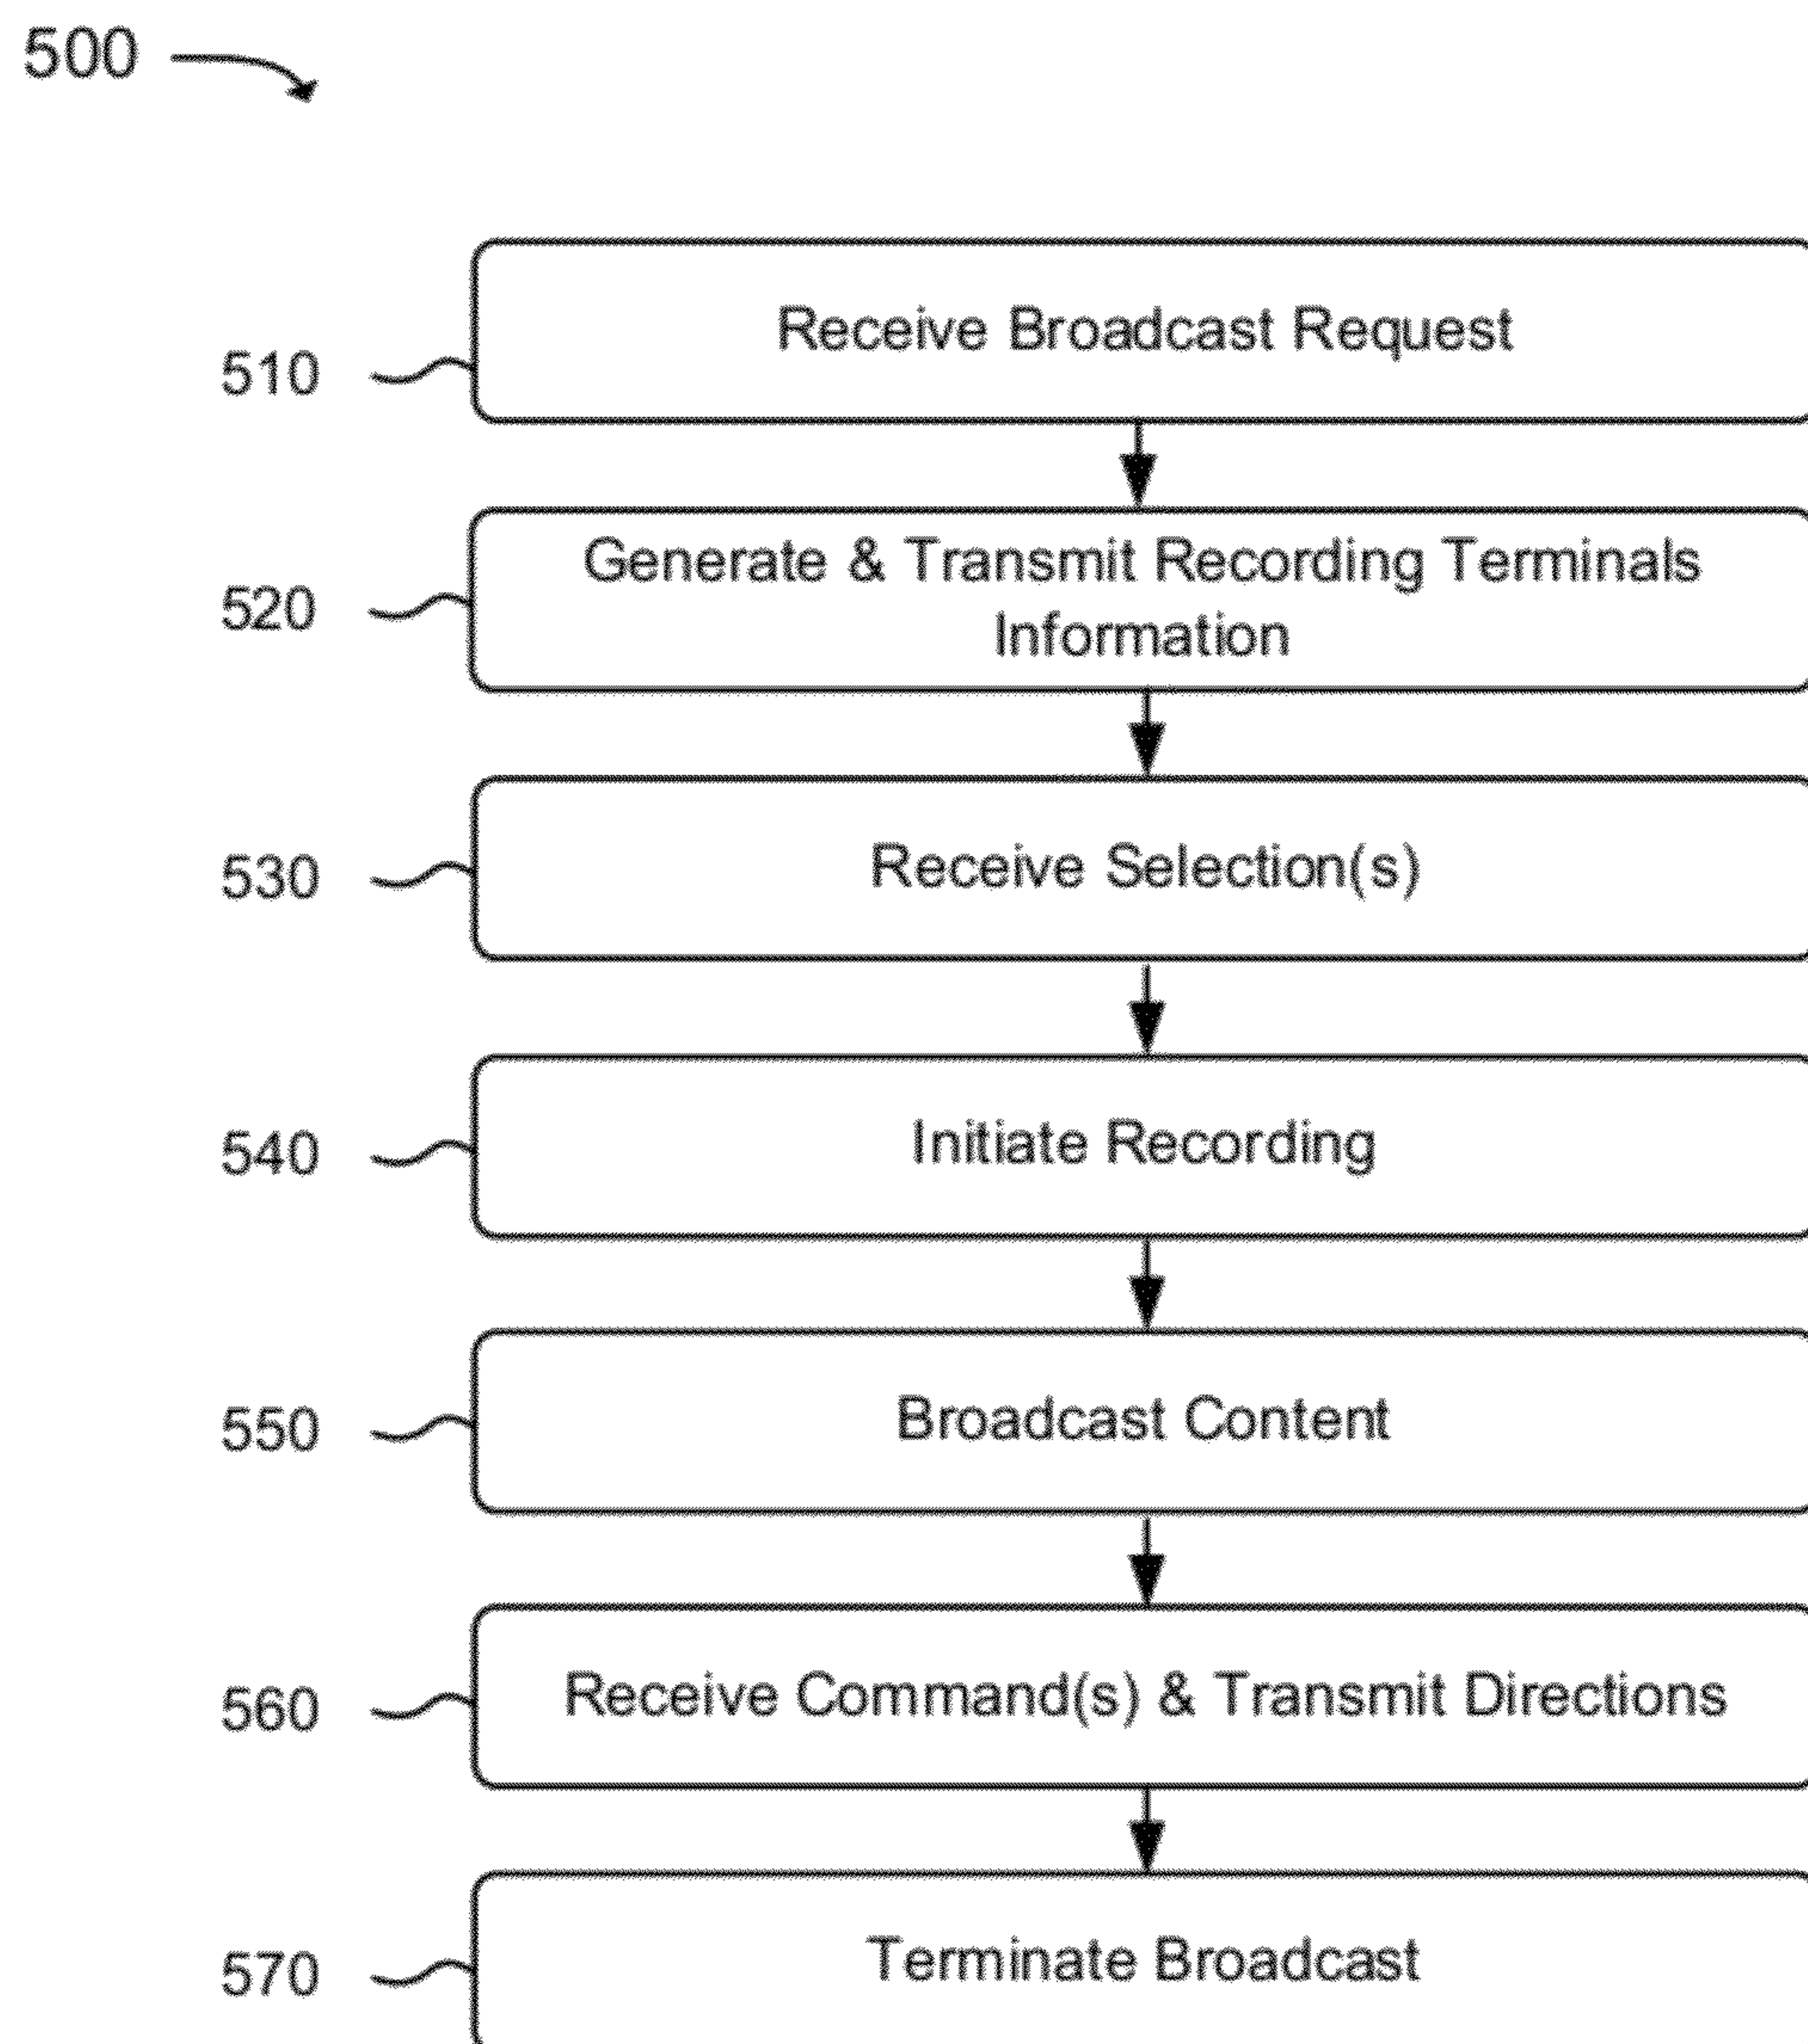 500
Receive Broadcast Request
510
Generate & Transmit Recording Terminals
Information
520
Receive Selection(s)
530
Initiate Recording
540
Broadcast Content
550
Receive Command(s) & Transmit Directions
560
Terminate Broadcast
570